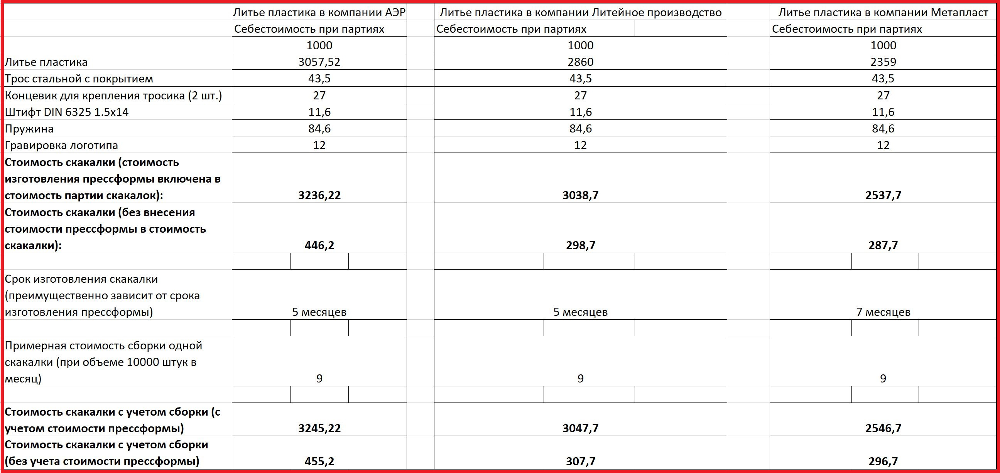 Литье пластика в компании АЭР Литье пластика в компании Литейное производство Литье пластика в компании Метапласт
Себестоимость при партиях Себестоимость при партиях Себестоимость при партиях
1000 1000 1000
Литье пластика 3057,52 2860 2359
Трос стальной с покрытием 43,5 43,5 43,5
Концевик для крепления тросика (2 шт.) 27 27 27
Штифт DIN 6325 1.5x14 11,6 11,6 11,6
Пружина 84,6 84,6 84,6
Гравировка логотипа 12 12 12
Стоимость скакалки (стоимость
изготовления прессформы включена в
стоимость партии скакалок): 3236,22 3038,7 2537,7
Стоимость скакалки (без внесения
стоимости прессформы в стоимость
скакалки): 446,2 298,7 287,7
Срок изготовления скакалки
(преимущественно зависит от срока
изготовления прессформы) 5 месяцев 5 месяцев 7 месяцев
Примерная стоимость сборки одной
скакалки (при объеме 10000 штук в
месяц) 9 9 9
Стоимость скакалки с учетом сборки (с
учетом стоимости прессформы) 3245,22 3047,7 2546,7
Стоимость скакалки с учетом сборки
(без учета стоимости прессформы) 455,2 307,7 296,7